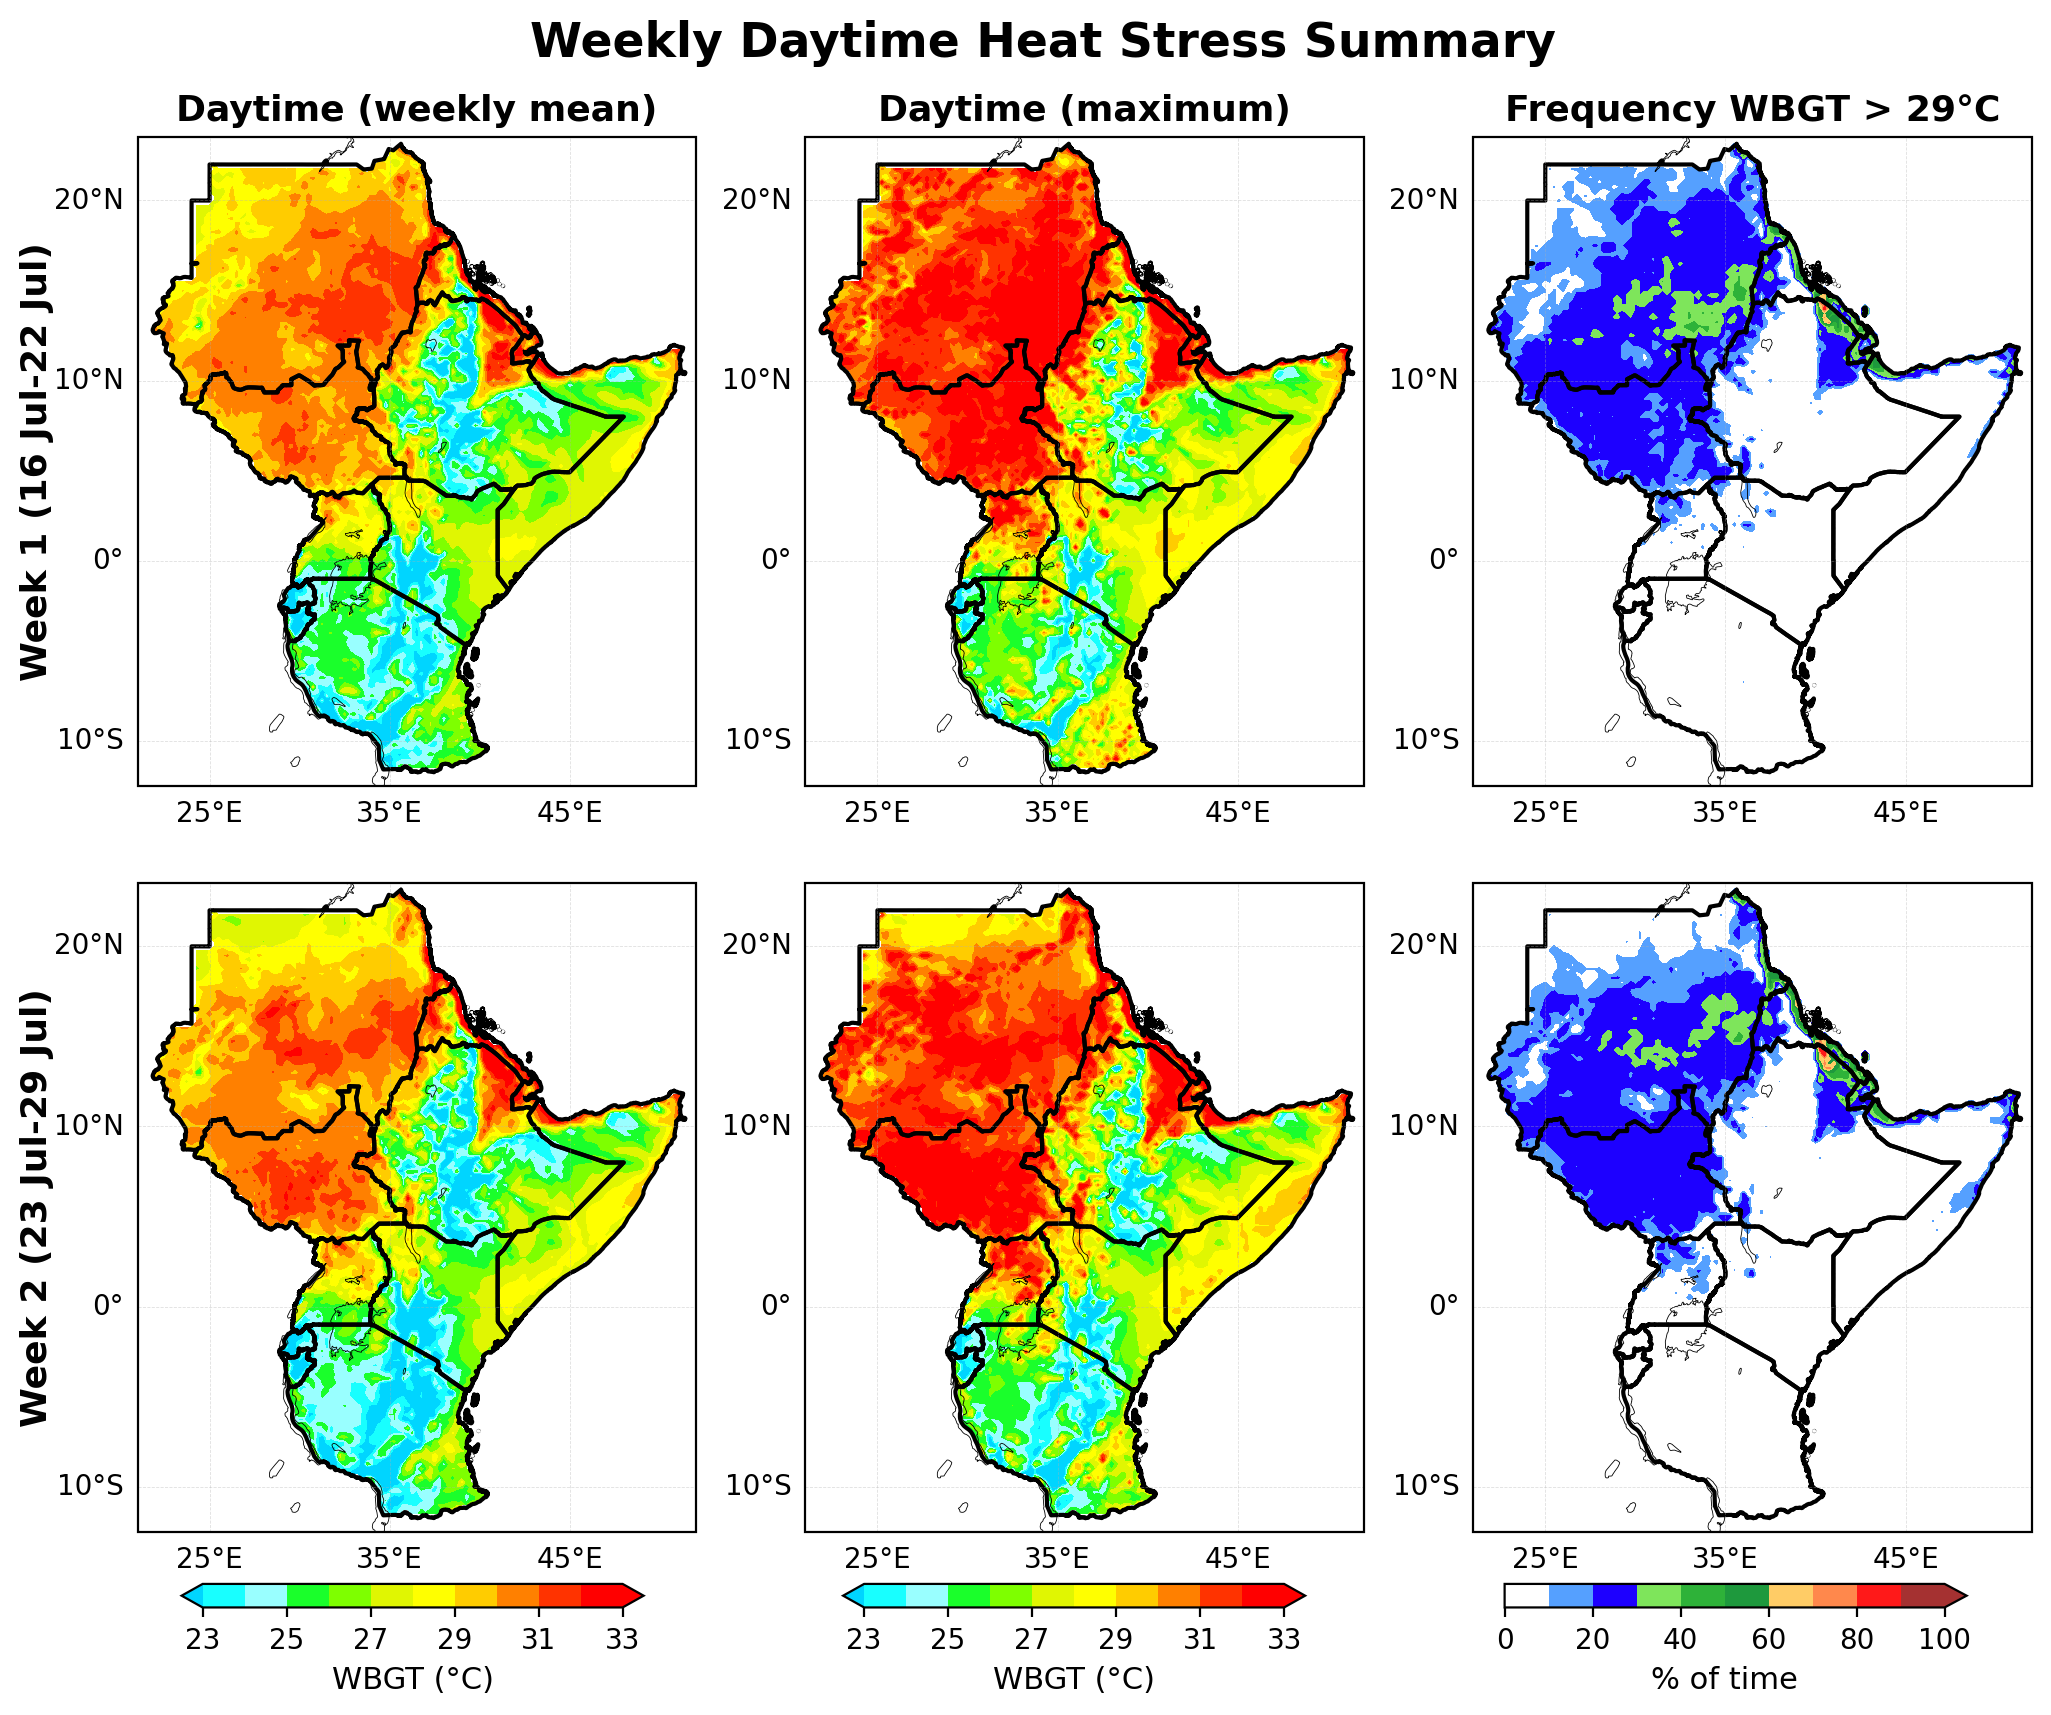 Weekly Daytime Heat Stress Summary
Daytime (weekly mean)
Daytime (maximum)
Frequency WBGT > 29°C
Week 1 (16 Jul-22 Jul)
20°N
10°N
0°
10°S
25°E 35°E 45°E
20°N
10°N
0°
10°S
25°E 35°E 45°E
20°N
10°N
0°
10°S
25°E 35°E 45°E
Week 2 (23 Jul-29 Jul)
20°N
10°N
0°
10°S
25°E 35°E 45°E
20°N
10°N
0°
10°S
25°E 35°E 45°E
20°N
10°N
0°
10°S
25°E 35°E 45°E
23 25 27 29 31 33
WBGT (°C)
23 25 27 29 31 33
WBGT (°C)
0 20 40 60 80 100
% of time